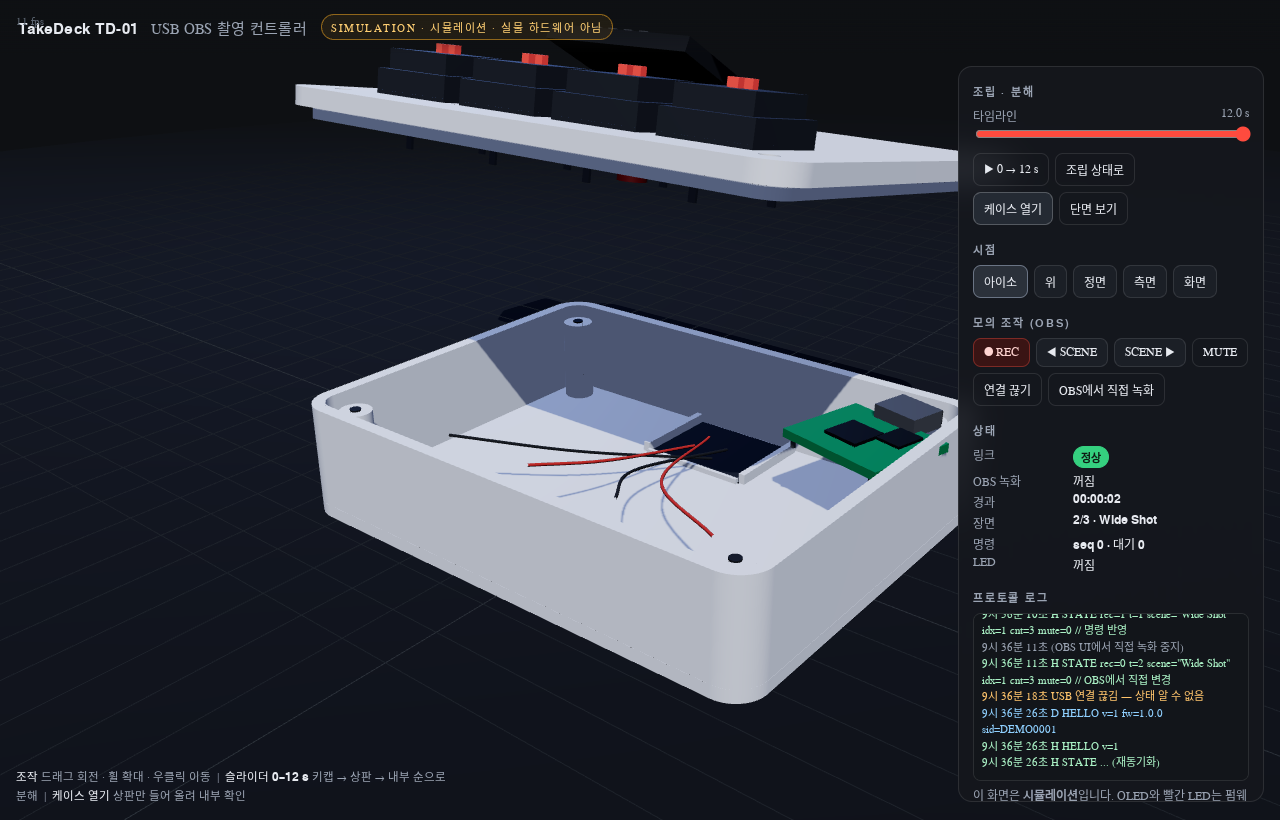 TakeDeck TD-01 USB OBS 촬영 컨트롤러 SIMULATION · 시뮬레이션 · 실물 하드웨어 아님
조립 · 분해
타임라인 12.0 s
▶ 0 → 12 s 조립 상태로
케이스 열기 단면 보기
시점
아이소 위 정면 측면 화면
모의 조작 (OBS)
● REC ◀ SCENE SCENE ▶ MUTE
연결 끊기 OBS에서 직접 녹화
상태
링크 정상
OBS 녹화 꺼짐
경과 00:00:02
장면 2/3 · Wide Shot
명령 seq 0 · 대기 0
LED 꺼짐
프로토콜 로그
9시 36분 10초 H STATE rec=1 t=1 scene="Wide Shot"
idx=1 cnt=3 mute=0 // 명령 반영
9시 36분 11초 (OBS UI에서 직접 녹화 중지)
9시 36분 11초 H STATE rec=0 t=2 scene="Wide Shot"
idx=1 cnt=3 mute=0 // OBS에서 직접 변경
9시 36분 18초 USB 연결 끊김 — 상태 알 수 없음
9시 36분 26초 D HELLO v=1 fw=1.0.0
sid=DEMO0001
9시 36분 26초 H HELLO v=1
9시 36분 26초 H STATE ... (재동기화)
이 화면은 시뮬레이션입니다. OLED와 빨간 LED는 펌웨
조작 드래그 회전 · 휠 확대 · 우클릭 이동 | 슬라이더 0–12 s 키캡 → 상판 → 내부 순으로
분해 | 케이스 열기 상판만 들어 올려 내부 확인